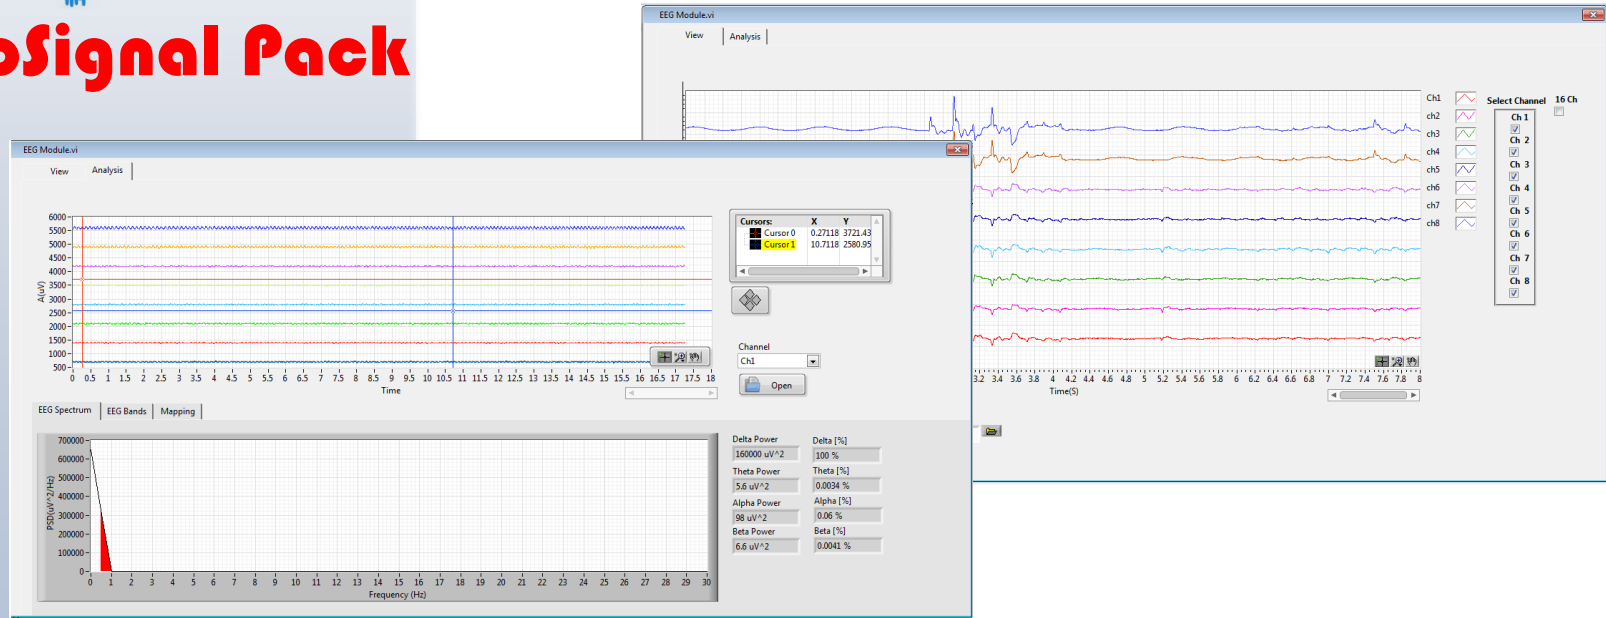 oSignal Pack
EEG Module.vi
View Analysis
Ch1
ch2
ch3
ch4
ch5
ch6
ch7
ch8
Select Channel 16 Ch
Ch 1
Ch 2
Ch 3
Ch 4
Ch 5
Ch 6
Ch 7
Ch 8
3.2 3.4 3.6 3.8 4 4.2 4.4 4.6 4.8 5 5.2 5.4 5.6 5.8 6 6.2 6.4 6.6 6.8 7 7.2 7.4 7.6 7.8 8
Time(S)
EEG Module.vi
View Analysis
A(uV)
6000
5500
5000
4500
4000
3500
3000
2500
2000
1500
1000
500
0 0.5 1 1.5 2 2.5 3 3.5 4 4.5 5 5.5 6 6.5 7 7.5 8 8.5 9 9.5 10 10.5 11 11.5 12 12.5 13 13.5 14 14.5 15 15.5 16 16.5 17 17.5 18
Time
Cursors: X Y
Cursor 0 0.27118 3721.43
Cursor 1 10.7118 2580.95
Channel
Ch1
Open
EEG Spectrum EEG Bands Mapping
PSD(uV^2/Hz)
700000
600000
500000
400000
300000
200000
100000
0
0 1 2 3 4 5 6 7 8 9 10 11 12 13 14 15 16 17 18 19 20 21 22 23 24 25 26 27 28 29 30
Frequency (Hz)
Delta Power Delta [%]
160000 uV^2 100 %
Theta Power Theta [%]
5.6 uV^2 0.0034 %
Alpha Power Alpha [%]
98 uV^2 0.06 %
Beta Power Beta [%]
6.6 uV^2 0.0041 %